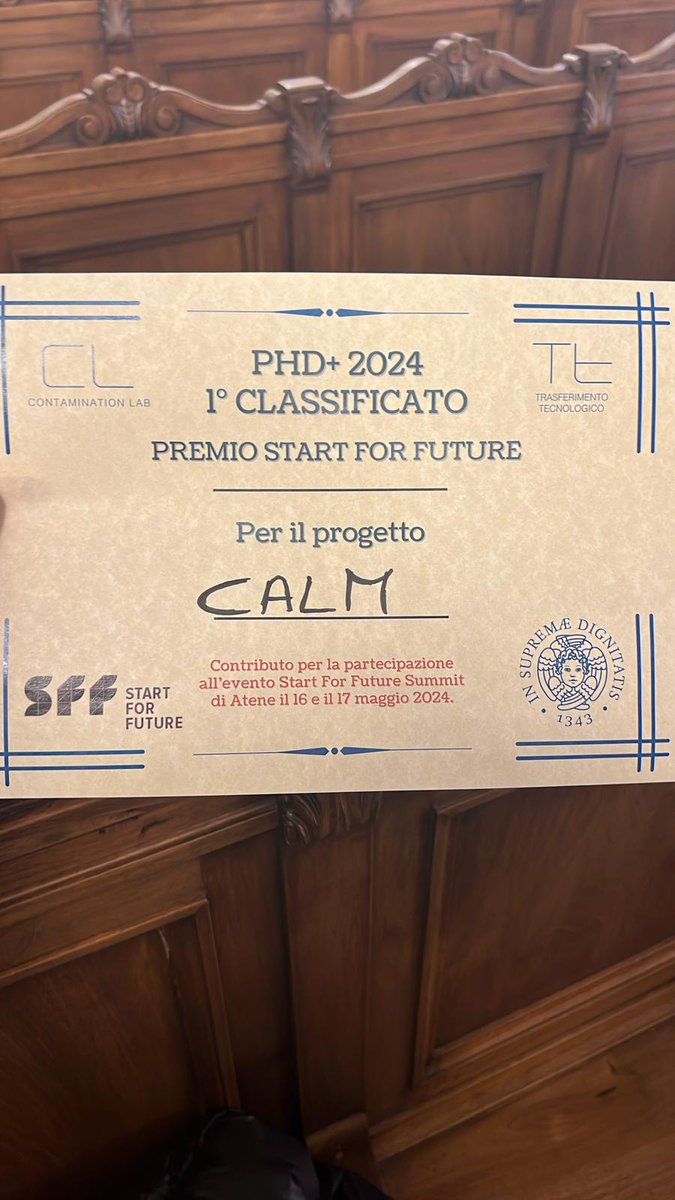 CL
CONTAMINATION LAB
Tt
TRASFERIMENTO
TECNOLOGICO
PHD+ 2024
1° CLASSIFICATO
PREMIO START FOR FUTURE
Per il progetto
CALM
Contributo per la partecipazione
all'evento Start For Future Summit
di Atene il 16 e il 17 maggio 2024.
SFF
START
FOR
FUTURE
IN SUPREMÆ DIGNITATIS
1343